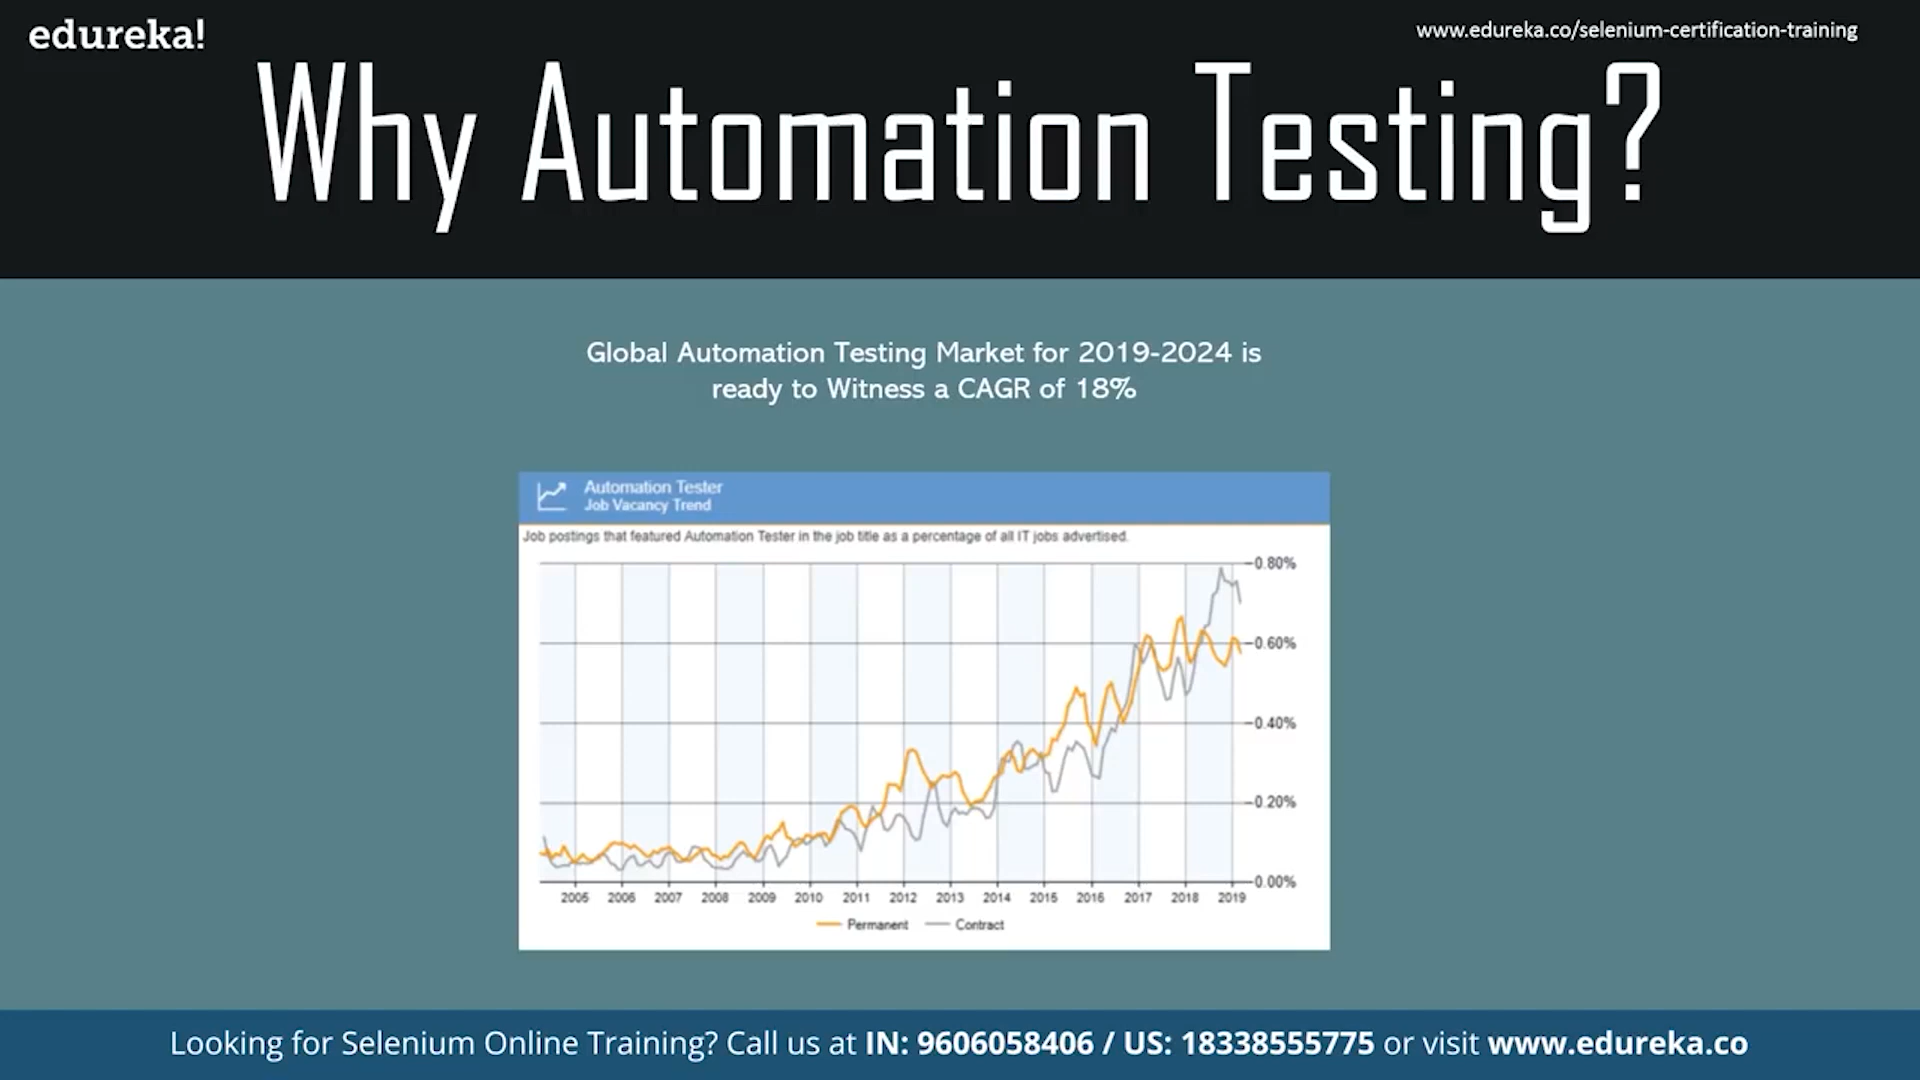 edureka!
www.edureka.co/selenium-certification-training
Why Automation Testing?
Global Automation Testing Market for 2019-2024 is
ready to Witness a CAGR of 18%
Automation Tester
Job Vacancy Trend
Job postings that featured Automation Tester in the job title as a percentage of all IT jobs advertised.
0.80%
0.60%
0.40%
0.20%
0.00%
2005 2006 2007 2008 2009 2010 2011 2012 2013 2014 2015 2016 2017 2018 2019
Permanent Contract
Looking for Selenium Online Training? Call us at IN: 9606058406 / US: 18338555775 or visit www.edureka.co